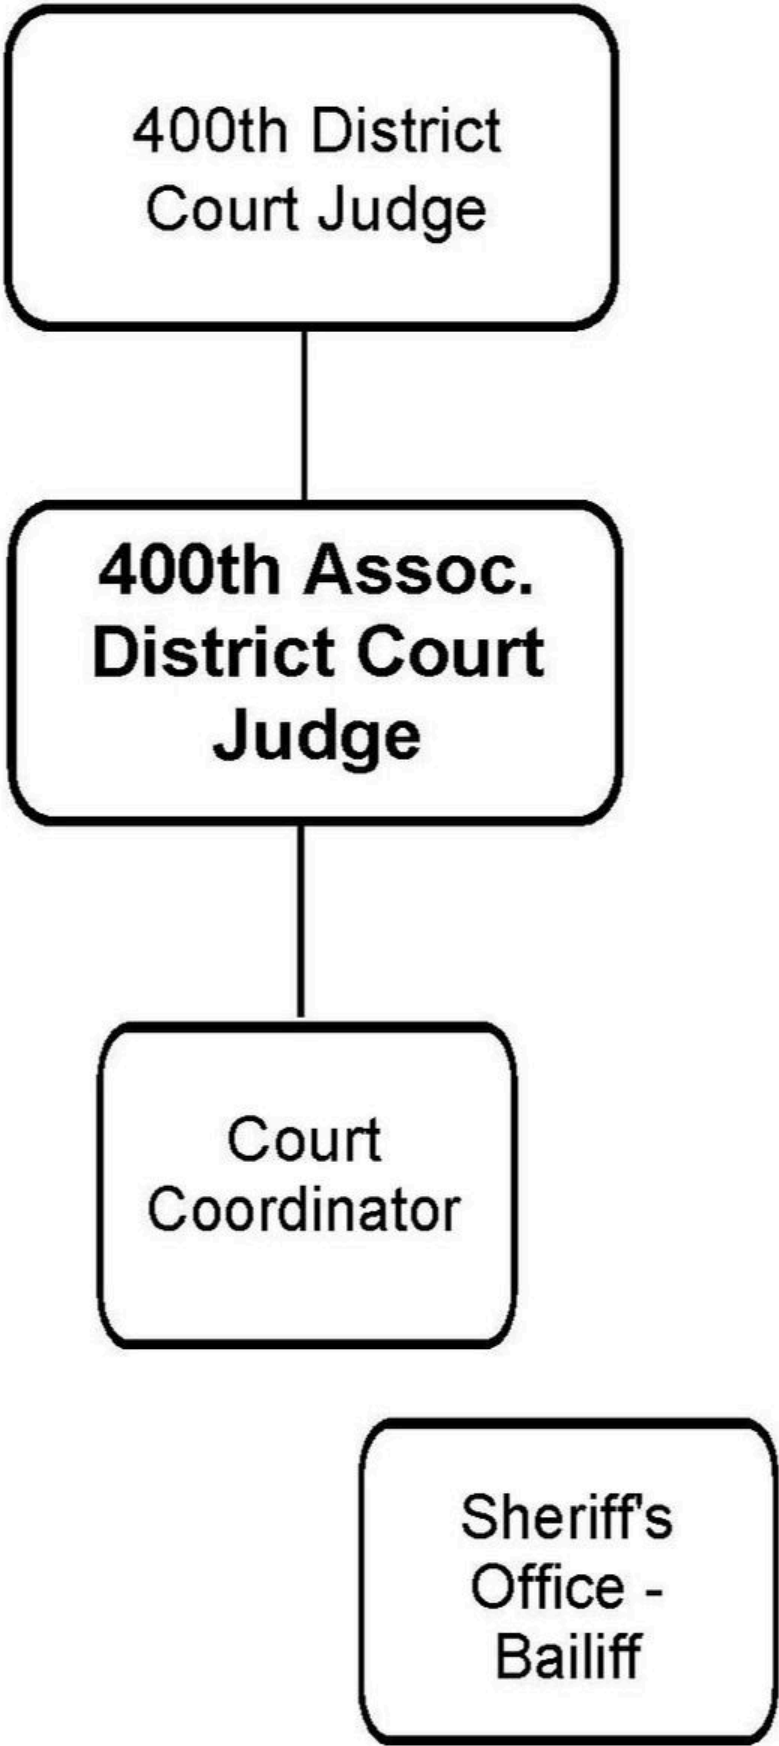 400th District
Court Judge
400th Assoc.
District Court
Judge
Court
Coordinator
Sheriff's
Office -
Bailiff